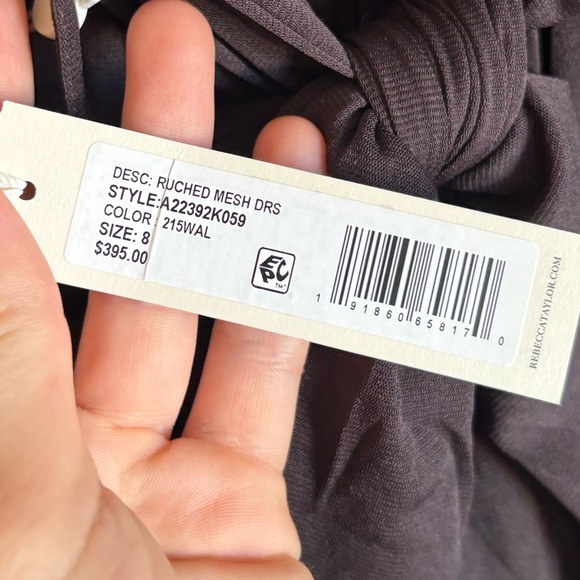 DESC: RUCHED MESH DRS
STYLE:A22392K059
COLOR : 215WAL
SIZE: 8
$395.00
EPC
TM
1 91860 65817 0
REBECCATAYLOR.COM